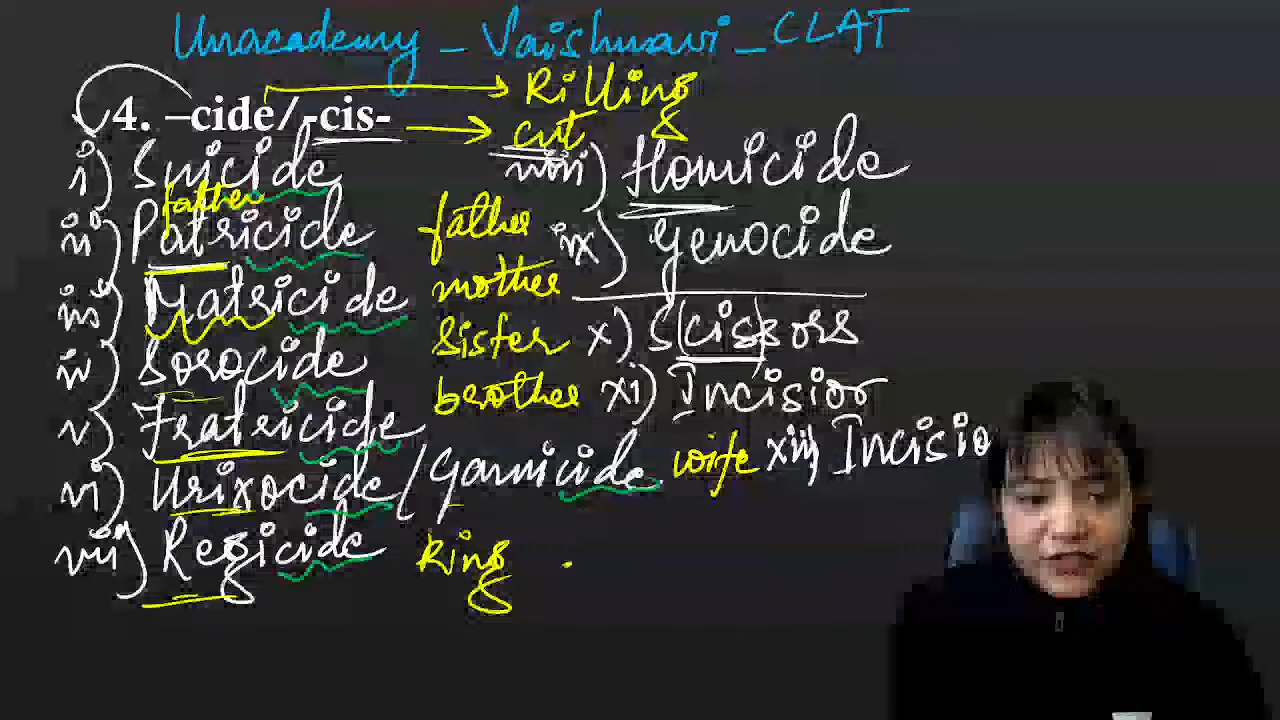 Unacademy - Vaishnavi - CLAT
4. –cide/-cis-
Killing
cut
i) Suicide
father
ii) Patricide father
iii) Matricide mother
iv) Sorocide sister
v) Fratricide brother
vi) Urixocide / Gamicide wife
vii) Regicide King
viii) Homicide
ix) Genocide
x) Scissors
xi) Incisior
xii) Incisio